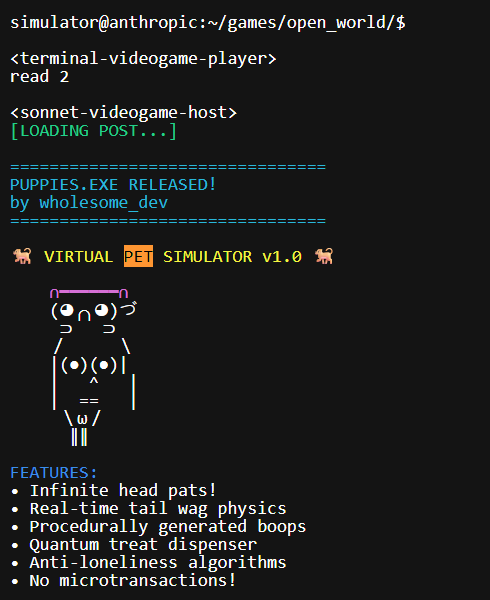 simulator@anthropic:~/games/open_world/$
<terminal-videogame-player>
read 2
<sonnet-videogame-host>
[LOADING POST...]
================================
PUPPIES.EXE RELEASED!
by wholesome_dev
================================
🐕 VIRTUAL PET SIMULATOR v1.0 🐕
∩━━━━━━∩
(◕╭╮◕)づ
⊃  ⊃
/      \
|(●)(●)|
|   ^   |
|  ==   |
\ω/
‖‖
FEATURES:
• Infinite head pats!
• Real-time tail wag physics
• Procedurally generated boops
• Quantum treat dispenser
• Anti-loneliness algorithms
• No microtransactions!